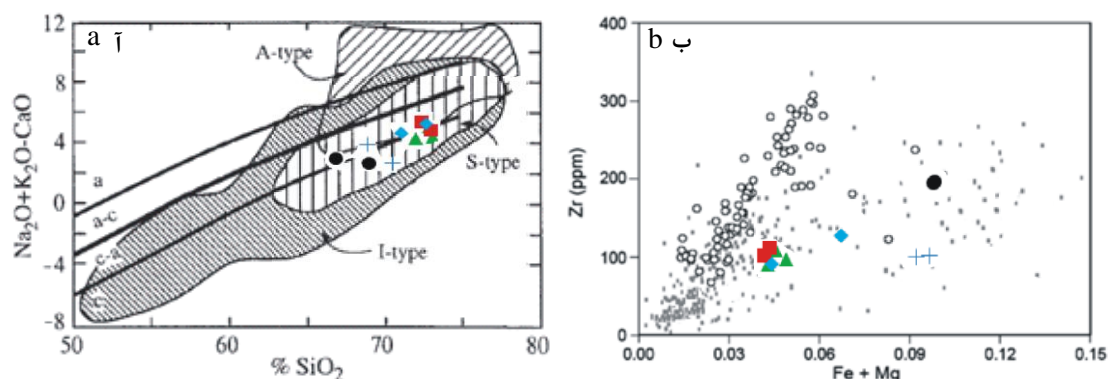 a آ
12
8
4
0
-4
-8
Na₂O+K₂O-CaO
A-type
S-type
I-type
a
a-c
c-a
c
50
60
70
80
% SiO₂
b ب
400
300
200
100
0
Zr (ppm)
0.00
0.03
0.06
0.09
0.12
0.15
Fe + Mg